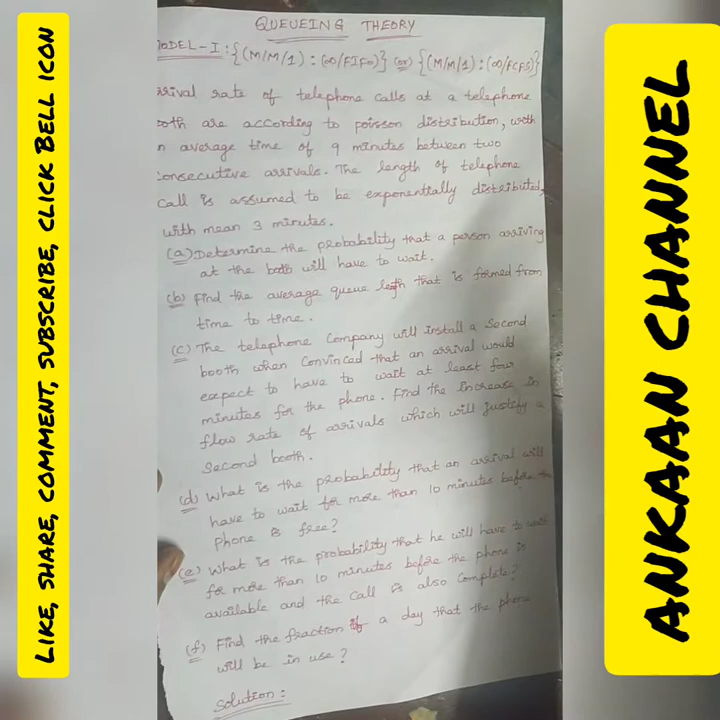 LIKE, SHARE, COMMENT, SUBSCRIBE, CLICK BELL ICON
QUEUEING THEORY
MODEL-I : {(M/M/1) : (∞/FIFO)} (or) {(M/M/1) : (∞/FCFS)}
rrival rate of telephone calls at a telephone
ooth are according to poisson distribution, with
n average time of 9 minutes between two
consecutive arrivals. The length of telephone
call is assumed to be exponentially distributed,
with mean 3 minutes.
(a) Determine the probability that a person arriving
at the booth will have to wait.
(b) Find the average queue length that is formed from
time to time.
(c) The telephone company will install a second
booth when convinced that an arrival would
expect to have to wait at least four
minutes for the phone. Find the Increase in
flow rate of arrivals which will justify a
second booth.
(d) What is the probability that an arrival will
have to wait for more than 10 minutes before the
phone is free?
(e) What is the probability that he will have to wait
for more than 10 minutes before the phone is
available and the call is also complete?
(f) Find the fraction of a day that the phone
will be in use?
Solution:
ANKAAN CHANNEL